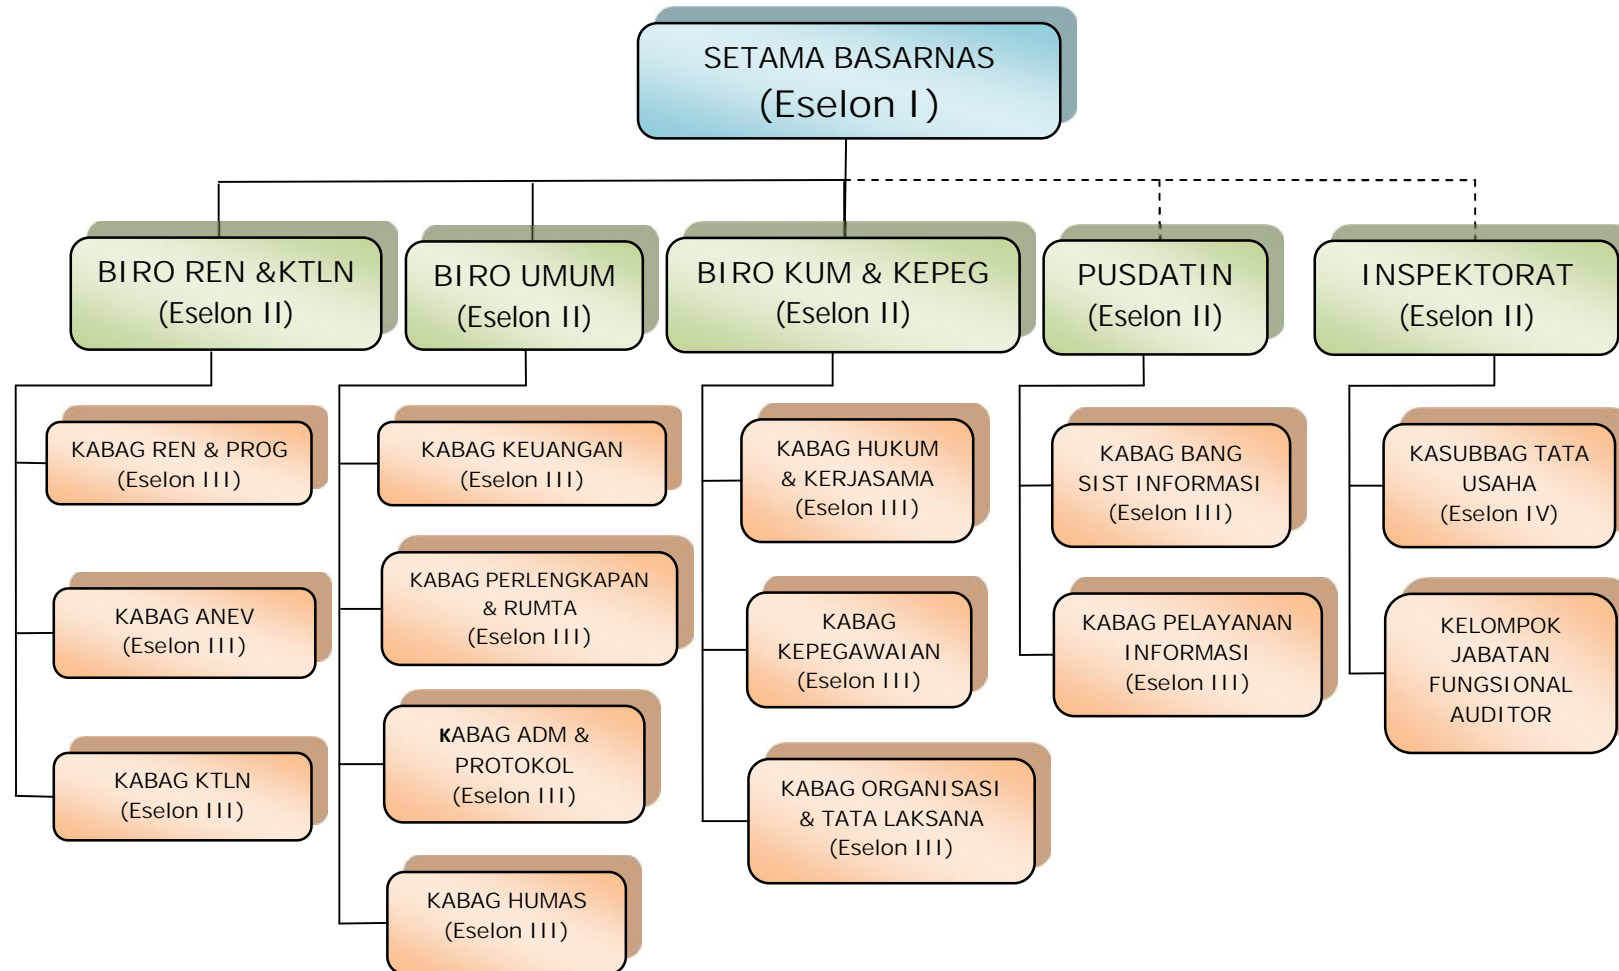 SETAMA BASARNAS
(Eselon I)
BIRO REN &KTLN
(Eselon II)
BIRO UMUM
(Eselon II)
BIRO KUM & KEPEG
(Eselon II)
PUSDATIN
(Eselon II)
INSPEKTORAT
(Eselon II)
KABAG REN & PROG
(Eselon III)
KABAG ANEV
(Eselon III)
KABAG KTLN
(Eselon III)
KABAG KEUANGAN
(Eselon III)
KABAG PERLENGKAPAN
& RUMTA
(Eselon III)
KABAG ADM &
PROTOKOL
(Eselon III)
KABAG HUMAS
(Eselon III)
KABAG HUKUM
& KERJASAMA
(Eselon III)
KABAG
KEPEGAWAIAN
(Eselon III)
KABAG ORGANISASI
& TATA LAKSANA
(Eselon III)
KABAG BANG
SIST INFORMASI
(Eselon III)
KABAG PELAYANAN
INFORMASI
(Eselon III)
KASUBBAG TATA
USAHA
(Eselon IV)
KELOMPOK
JABATAN
FUNGSIONAL
AUDITOR